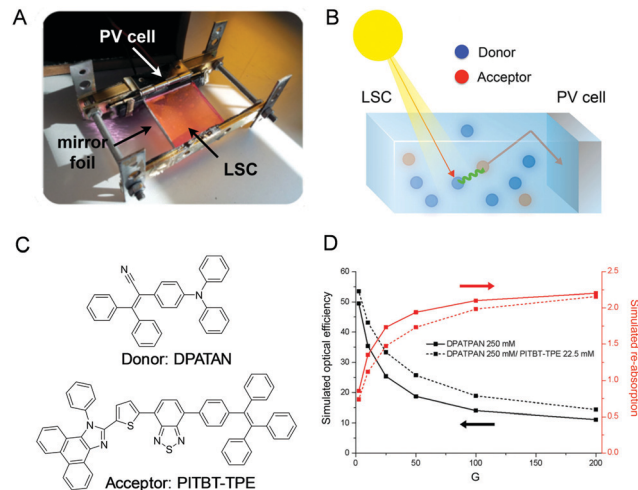 A
PV cell
mirror
foil
LSC
B
Donor
Acceptor
LSC
PV cell
C
N
N
Donor: DPATAN
N
N
S
N
S
N
Acceptor: PITBT-TPE
D
60
50
40
30
20
10
0
Simulated optical efficiency
0
50
100
150
200
G
2.5
2.0
1.5
1.0
0.5
0.0
Simulated re-absorption
DPATPAN 250 mM
DPATPAN 250 mM/ PITBT-TPE 22.5 mM